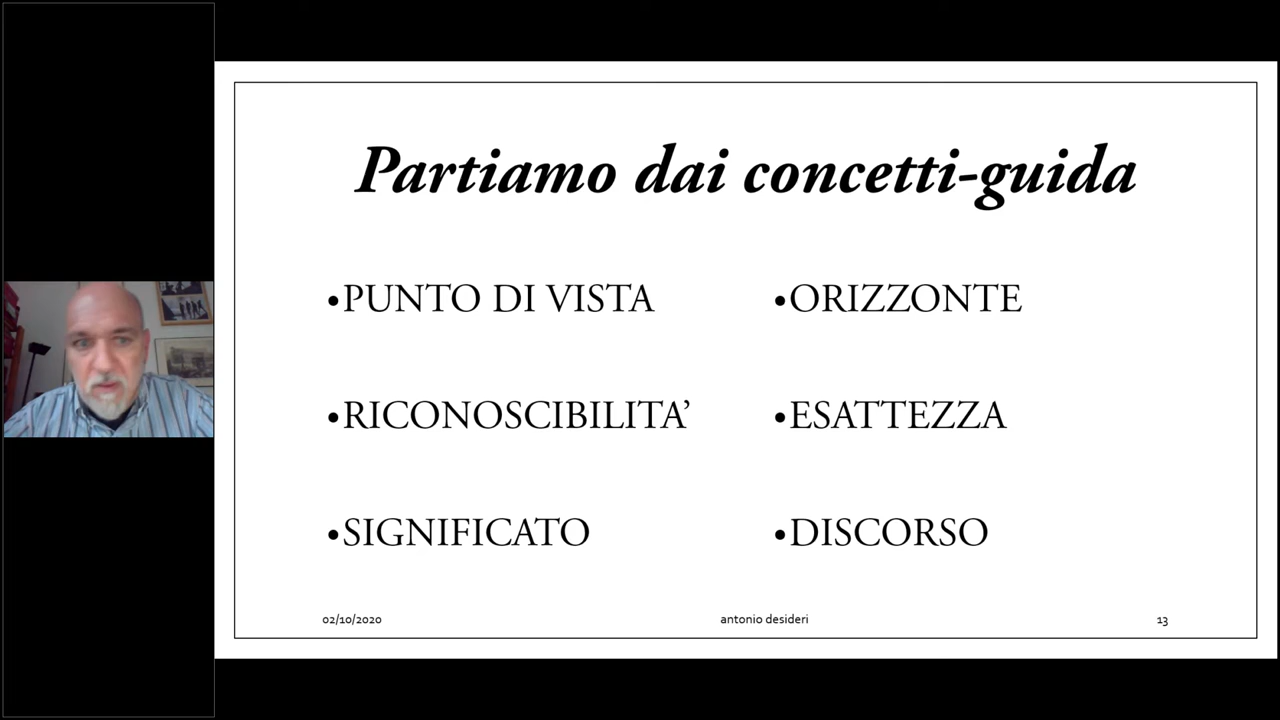 Partiamo dai concetti-guida
•PUNTO DI VISTA
•RICONOSCIBILITA’
•SIGNIFICATO
•ORIZZONTE
•ESATTEZZA
•DISCORSO
02/10/2020
antonio desideri
13